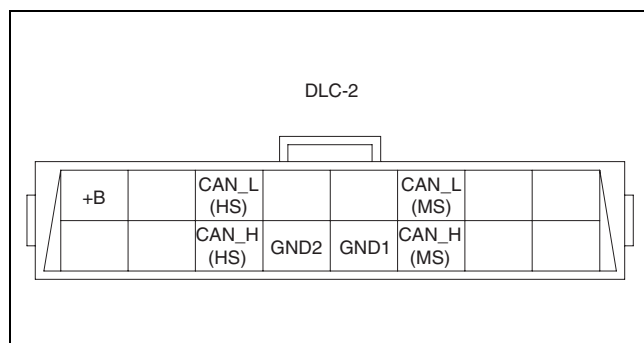 DLC-2
+B
CAN_L
(HS)
CAN_L
(MS)
CAN_H
(HS)
GND2
GND1
CAN_H
(MS)